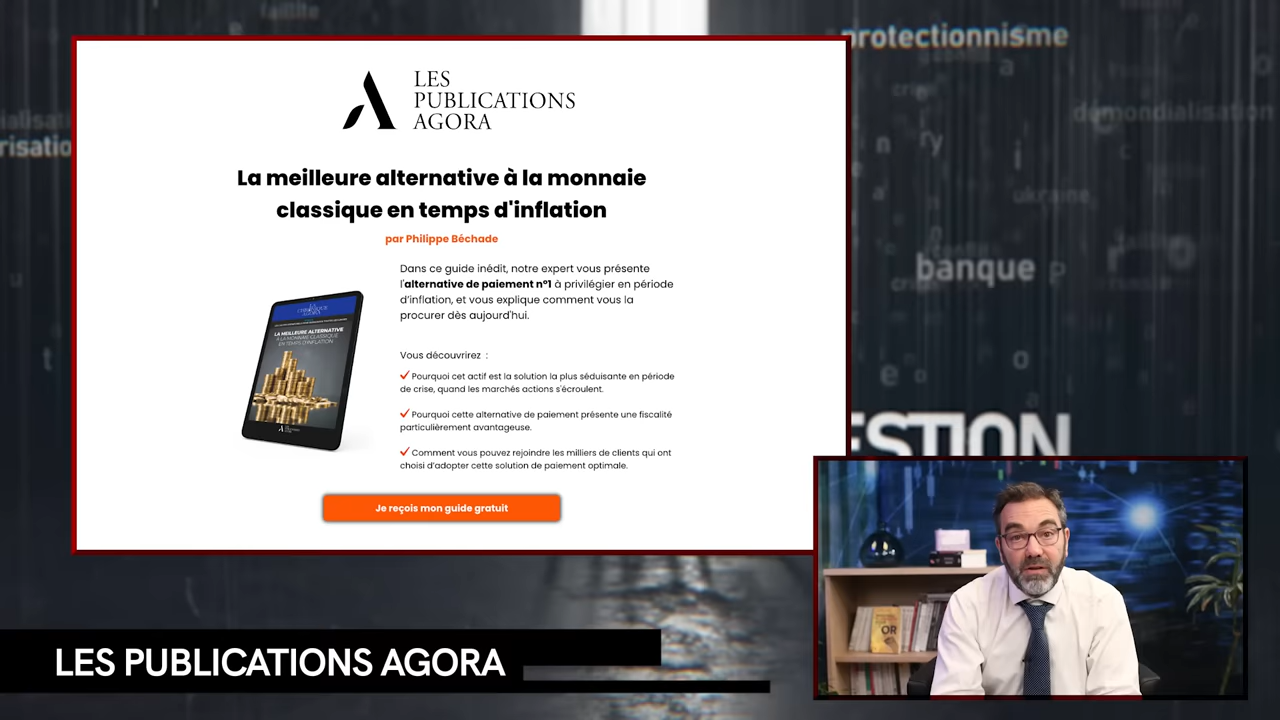 protectionnisme
démondialisation
risation
ry
ukraine
banque
ESTION
LES
PUBLICATIONS
AGORA
La meilleure alternative à la monnaie
classique en temps d'inflation
par Philippe Béchade
Dans ce guide inédit, notre expert vous présente
l'alternative de paiement n°1 à privilégier en période
d'inflation, et vous explique comment vous la
procurer dès aujourd'hui.
LA MEILLEURE ALTERNATIVE
À LA MONNAIE CLASSIQUE
EN TEMPS D'INFLATION
Vous découvrirez :
Pourquoi cet actif est la solution la plus séduisante en période
de crise, quand les marchés actions s'écroulent.
Pourquoi cette alternative de paiement présente une fiscalité
particulièrement avantageuse.
Comment vous pouvez rejoindre les milliers de clients qui ont
choisi d'adopter cette solution de paiement optimale.
Je reçois mon guide gratuit
OR
LES PUBLICATIONS AGORA